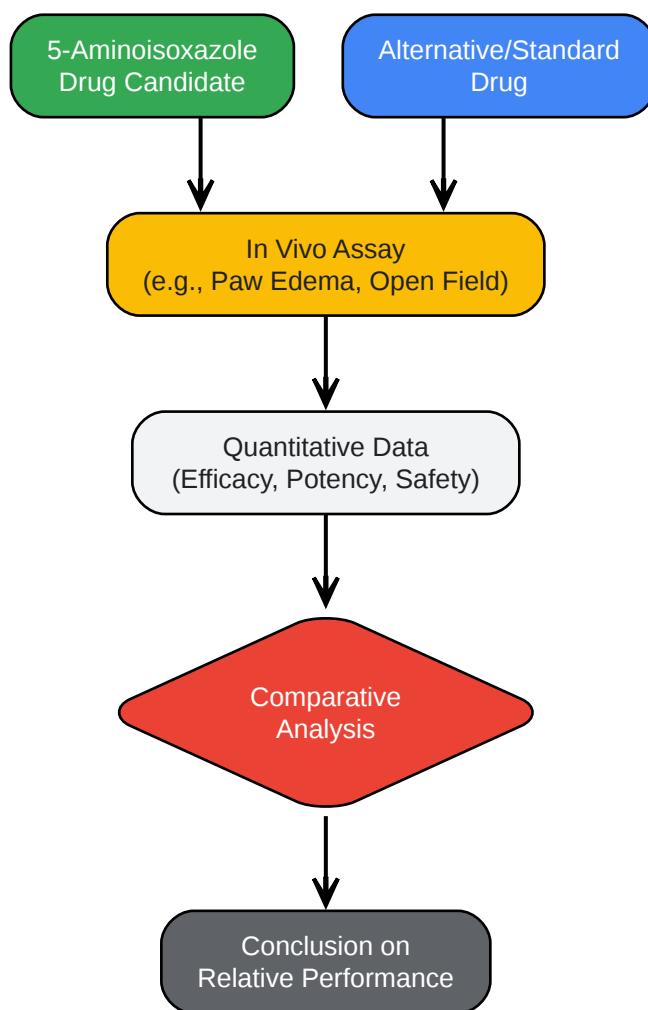 5-Aminoisoxazole
Drug Candidate
Alternative/Standard
Drug
In Vivo Assay
(e.g., Paw Edema, Open Field)
Quantitative Data
(Efficacy, Potency, Safety)
Comparative
Analysis
Conclusion on
Relative Performance